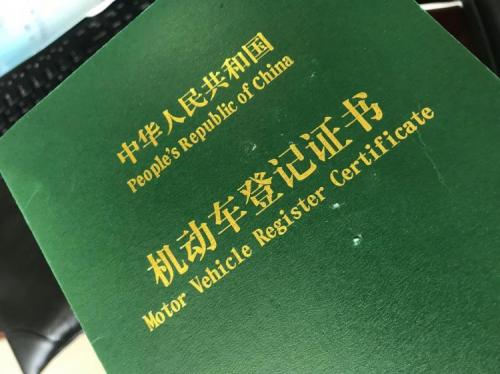 中华人民共和国
People's Republic of China
机动车登记证书
Motor Vehicle Register Certificate